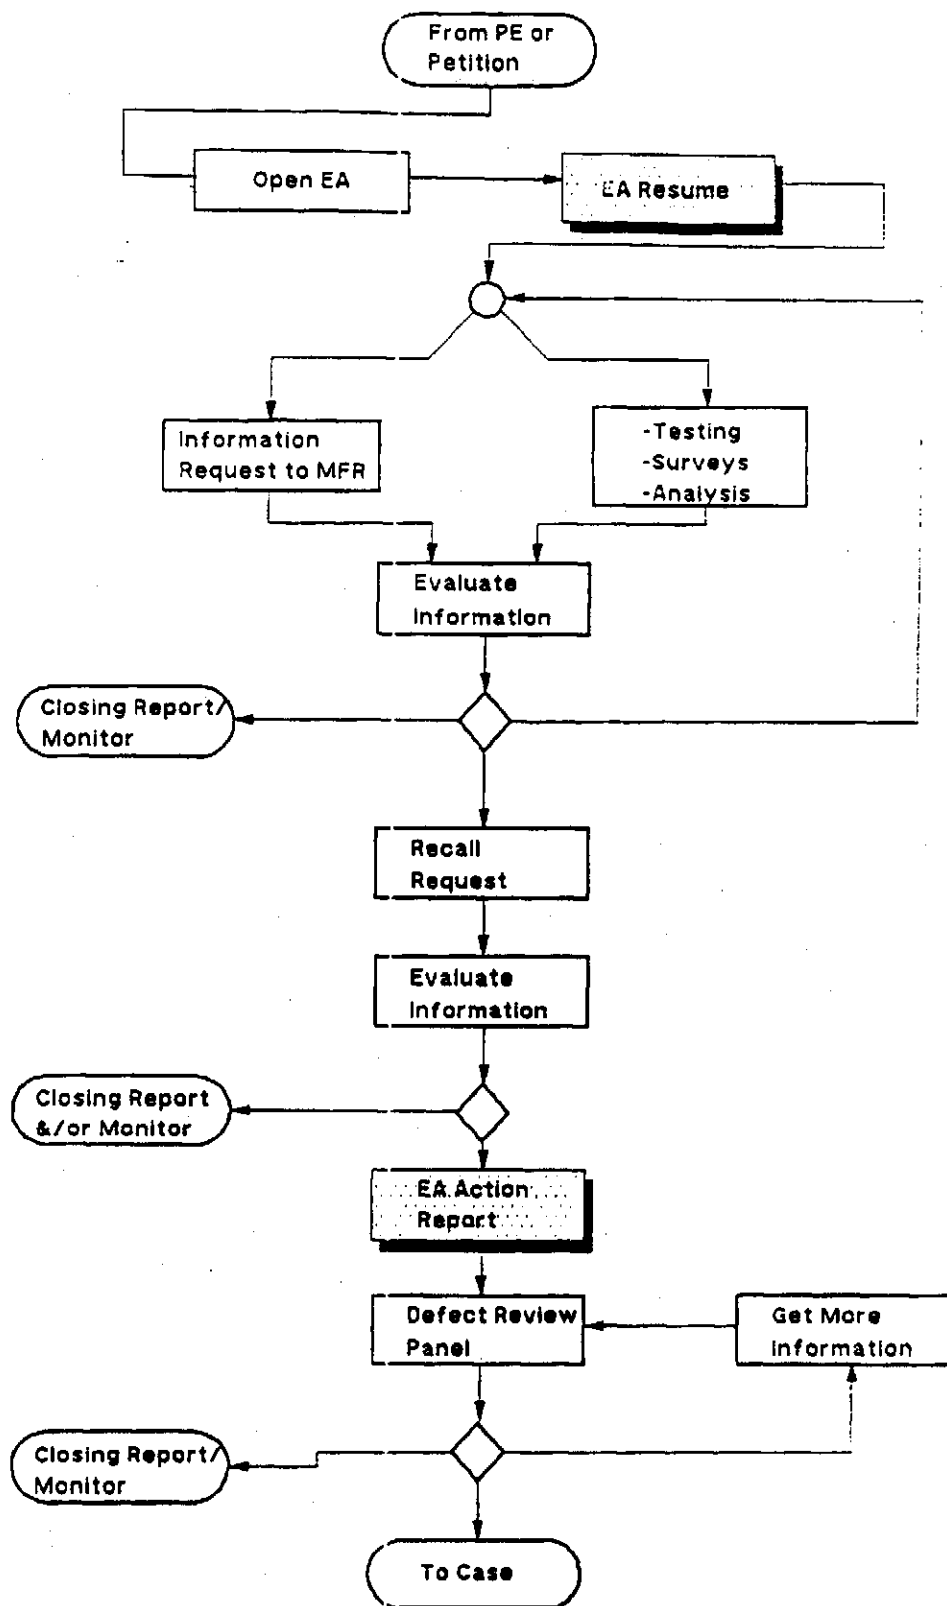 From PE or
Petition
Open EA
EA Resume
Information
Request to MFR
-Testing
-Surveys
-Analysis
Evaluate
Information
Closing Report/
Monitor
Recall
Request
Evaluate
Information
Closing Report
&/or Monitor
EA Action
Report
Defect Review
Panel
Get More
Information
Closing Report/
Monitor
To Case